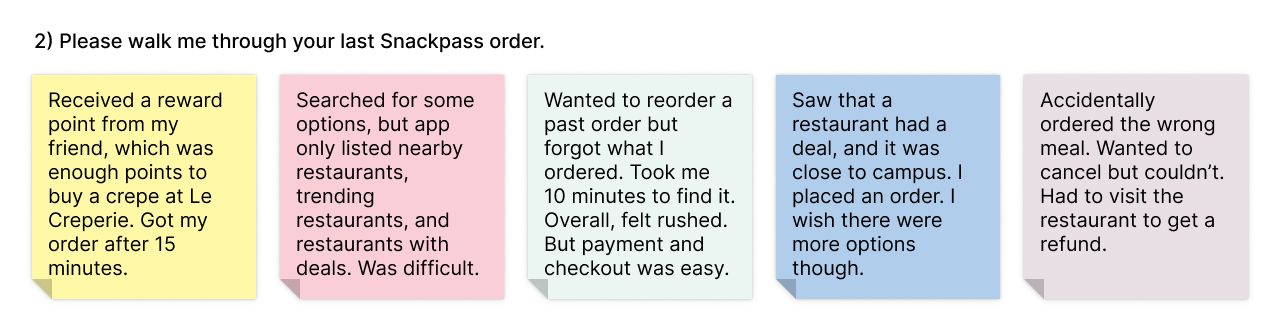 2) Please walk me through your last Snackpass order.
Received a reward
point from my
friend, which was
enough points to
buy a crepe at Le
Creperie. Got my
order after 15
minutes.
Searched for some
options, but app
only listed nearby
restaurants,
trending
restaurants, and
restaurants with
deals. Was difficult.
Wanted to reorder a
past order but
forgot what I
ordered. Took me
10 minutes to find it.
Overall, felt rushed.
But payment and
checkout was easy.
Saw that a
restaurant had a
deal, and it was
close to campus. I
placed an order. I
wish there were
more options
though.
Accidentally
ordered the wrong
meal. Wanted to
cancel but couldn’t.
Had to visit the
restaurant to get a
refund.